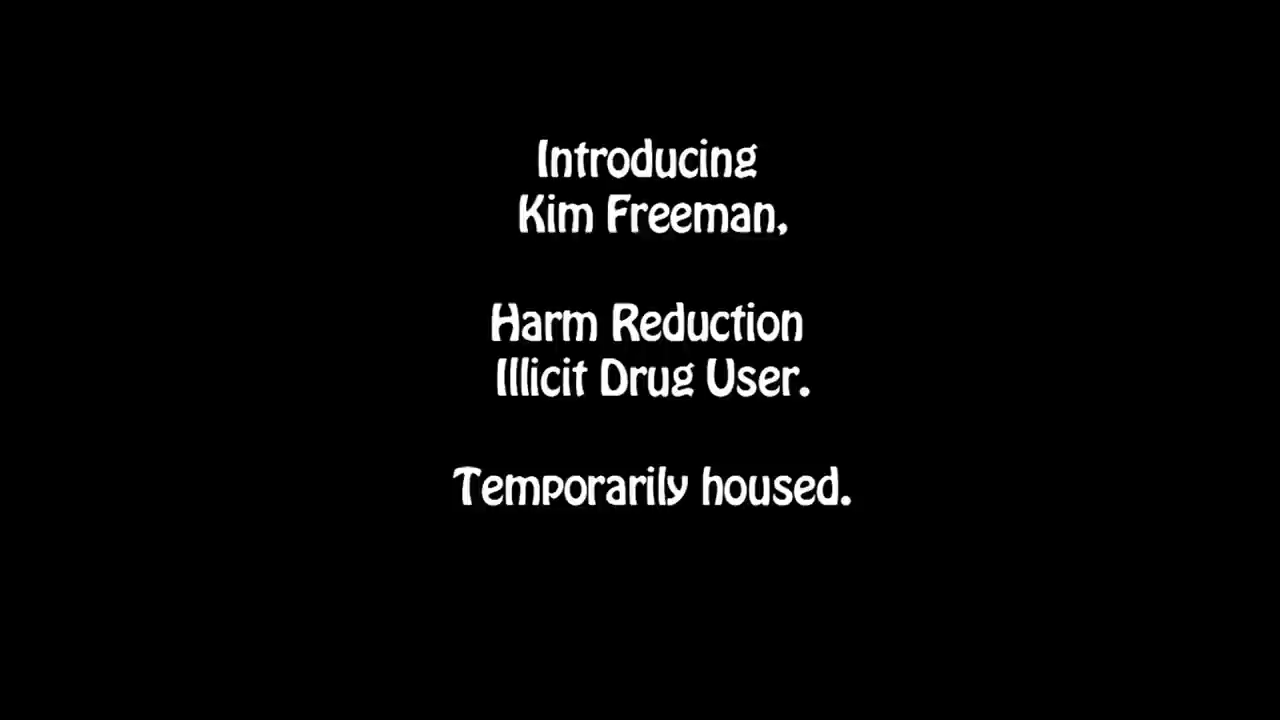 Introducing
Kim Freeman,
Harm Reduction
Illicit Drug User.
Temporarily housed.